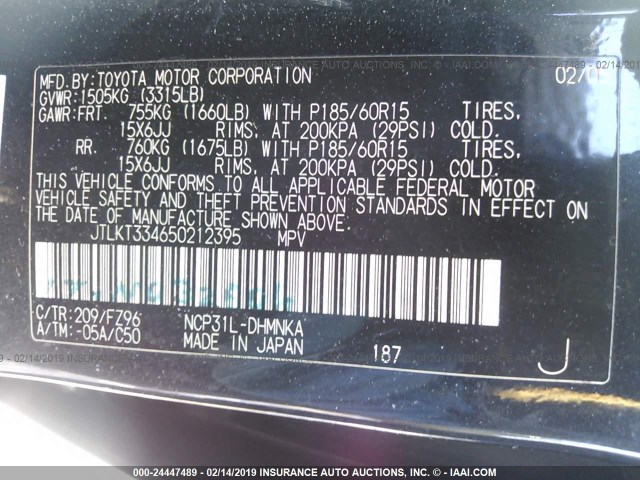 MFD.BY:TOYOTA MOTOR CORPORATION 02/0
GVWR:1505KG (3315LB)
GAWR:FRT. 755KG (1660LB) WITH P185/60R15 TIRES,
15X6JJ RIMS, AT 200KPA (29PSI) COLD.
RR. 760KG (1675LB) WITH P185/60R15 TIRES,
15X6JJ RIMS, AT 200KPA (29PSI) COLD.
THIS VEHICLE CONFORMS TO ALL APPLICABLE FEDERAL MOTOR
VEHICLE SAFETY AND THEFT PREVENTION STANDARDS IN EFFECT ON
THE DATE OF MANUFACTURE SHOWN ABOVE.
JTLKT334650212395 MPV
C/TR:209/FZ96 NCP31L-DHMNKA
A/TM:-05A/C50 MADE IN JAPAN 187 J
000-24447489 - 02/14/2019 INSURANCE AUTO AUCTIONS, INC. (C) - IAAI.COM